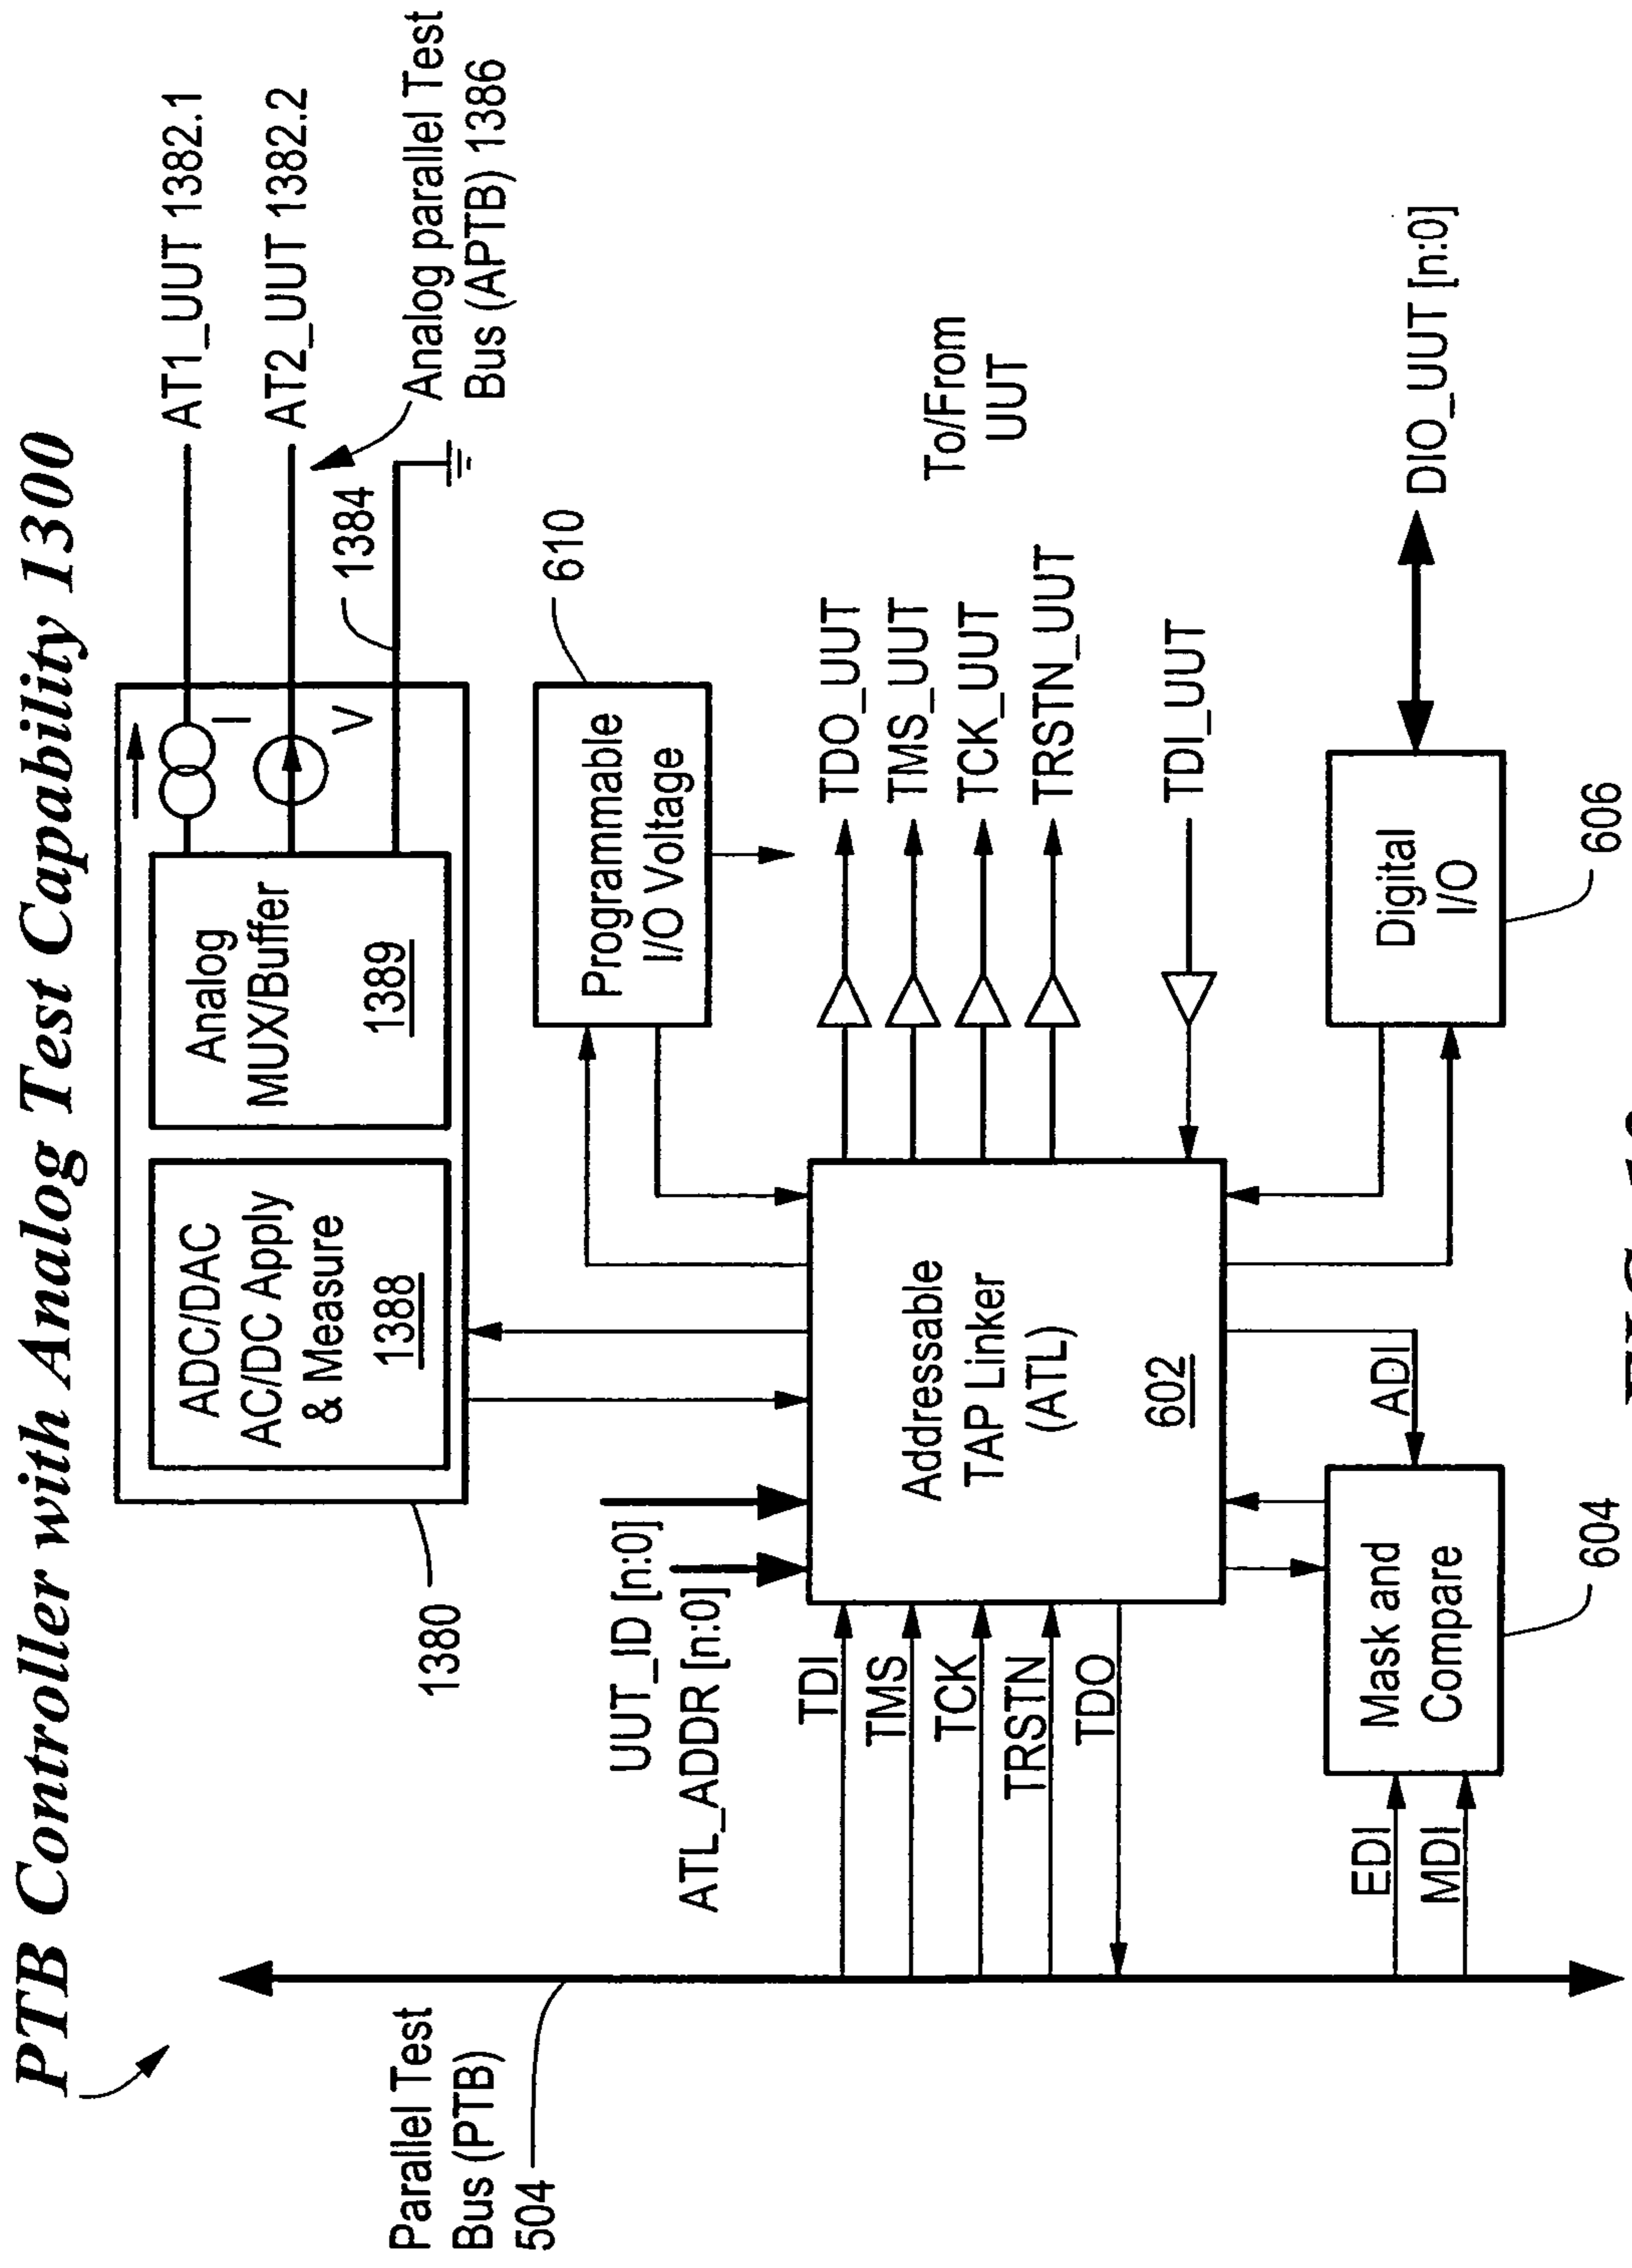 PTB Controller with Analog Test Capability 1300
AT1_UUT 1382.1
AT2_UUT 1382.2
Analog parallel Test
Bus (APTB) 1386
1384
I
V
Analog
MUX/Buffer
1389
ADC/DAC
AC/DC Apply
& Measure
1388
1380
610
Programmable
I/O Voltage
UUT_ID [n:0]
ATL_ADDR [n:0]
Parallel Test
Bus (PTB)
504
TDI
TMS
TCK
TRSTN
TDO
Addressable
TAP Linker
(ATL)
602
TDO_UUT
TMS_UUT
TCK_UUT
TRSTN_UUT
TDI_UUT
To/From
UUT
EDI
MDI
Mask and
Compare
604
ADI
Digital
I/O
606
DIO_UUT [n:0]